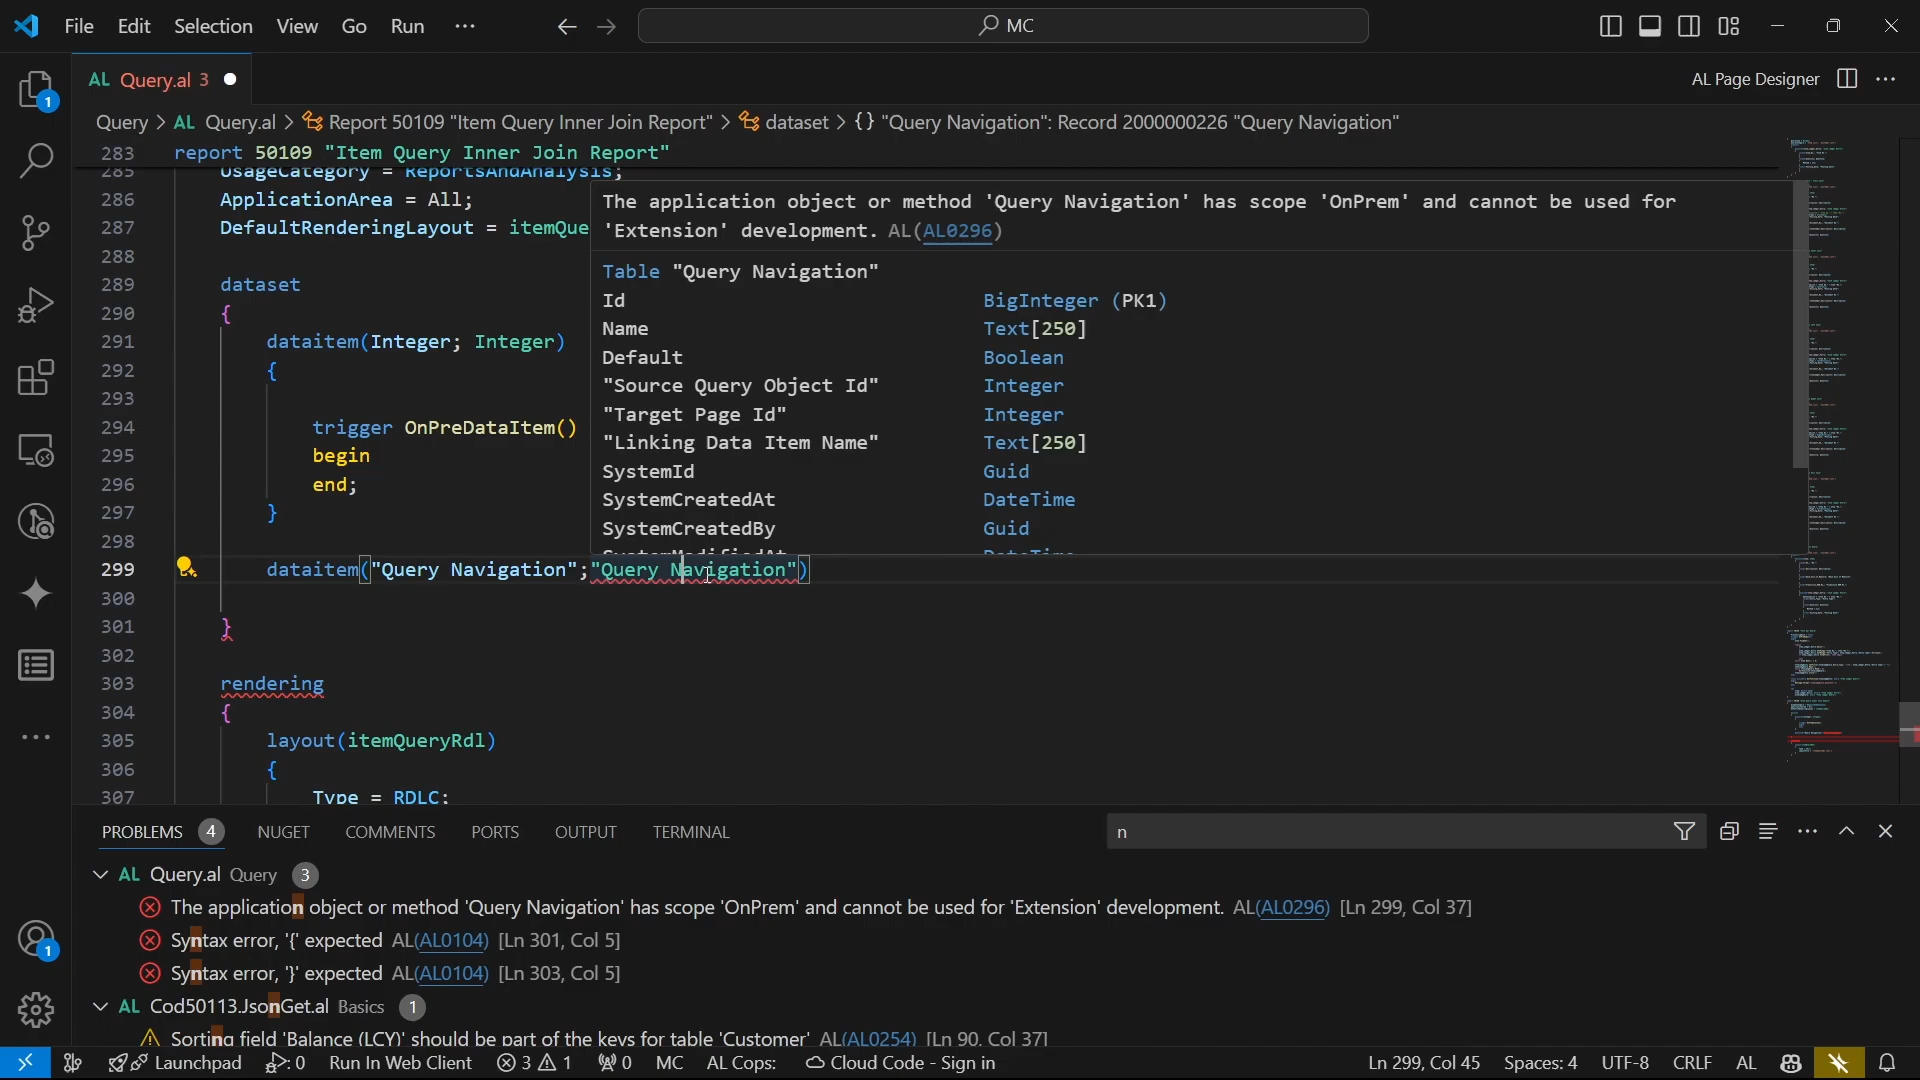 File Edit Selection View Go Run ··· MC
AL Query.al 3 AL Page Designer
Query > AL Query.al > Report 50109 "Item Query Inner Join Report" > dataset > {} "Query Navigation": Record 2000000226 "Query Navigation"
283 report 50109 "Item Query Inner Join Report"
285 UsageCategory = ReportsAndAnalysis;
286 ApplicationArea = All;
287 DefaultRenderingLayout = itemQue
288
289 dataset
290 {
291 dataitem(Integer; Integer)
292 {
293
294 trigger OnPreDataItem()
295 begin
296 end;
297 }
298
299 dataitem("Query Navigation";"Query Navigation")
300
301 }
302
303 rendering
304 {
305 layout(itemQueryRdl)
306 {
307 Type = RDLC;
The application object or method 'Query Navigation' has scope 'OnPrem' and cannot be used for
'Extension' development. AL(AL0296)
Table "Query Navigation"
Id BigInteger (PK1)
Name Text[250]
Default Boolean
"Source Query Object Id" Integer
"Target Page Id" Integer
"Linking Data Item Name" Text[250]
SystemId Guid
SystemCreatedAt DateTime
SystemCreatedBy Guid
SystemModifiedAt DateTime
PROBLEMS 4 NUGET COMMENTS PORTS OUTPUT TERMINAL n
AL Query.al Query 3
The application object or method 'Query Navigation' has scope 'OnPrem' and cannot be used for 'Extension' development. AL(AL0296) [Ln 299, Col 37]
Syntax error, '{' expected AL(AL0104) [Ln 301, Col 5]
Syntax error, '}' expected AL(AL0104) [Ln 303, Col 5]
AL Cod50113.JsonGet.al Basics 1
Sorting field 'Balance (LCY)' should be part of the keys for table 'Customer' AL(AL0254) [Ln 90, Col 37]
Launchpad 0 Run In Web Client 3 1 0 MC AL Cops: Cloud Code - Sign in Ln 299, Col 45 Spaces: 4 UTF-8 CRLF AL